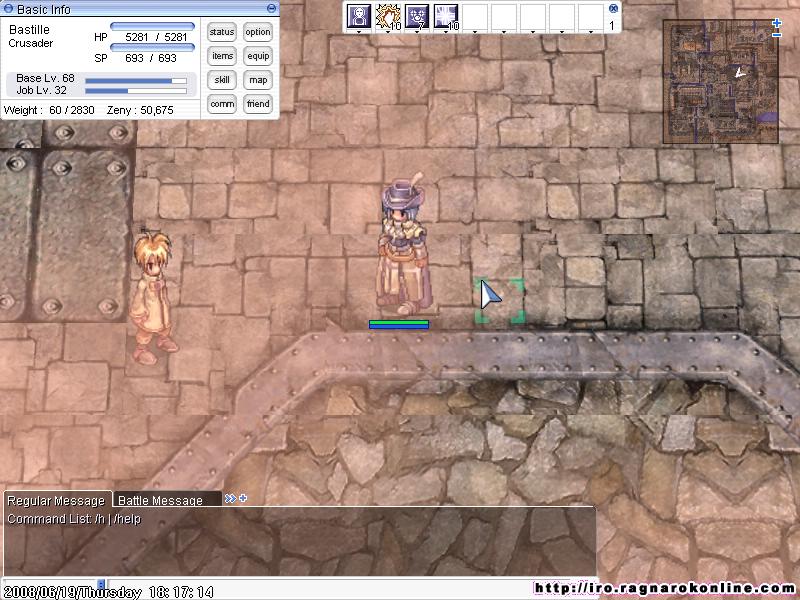 Basic Info
Bastille
Crusader
HP 5281 / 5281
SP 693 / 693
Base Lv. 68
Job Lv. 32
Weight : 60 / 2830 Zeny : 50,675
status option
items equip
skill map
comm friend
10 7 10 1
Regular Message Battle Message
Command List: /h | /help
2008/06/19/Thursday 18:17:14
http://iro.ragnarokonline.com